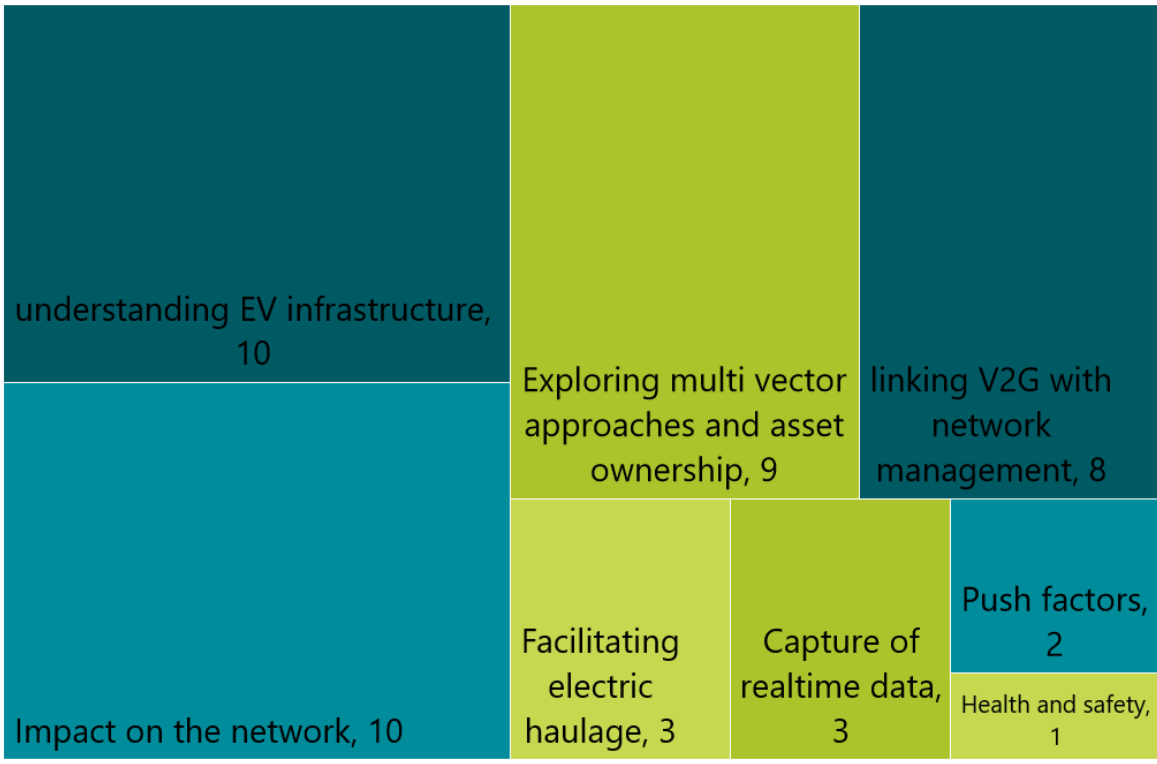 understanding EV infrastructure,
10
Impact on the network, 10
Exploring multi vector
approaches and asset
ownership, 9
linking V2G with
network
management, 8
Facilitating
electric
haulage, 3
Capture of
realtime data,
3
Push factors,
2
Health and safety,
1